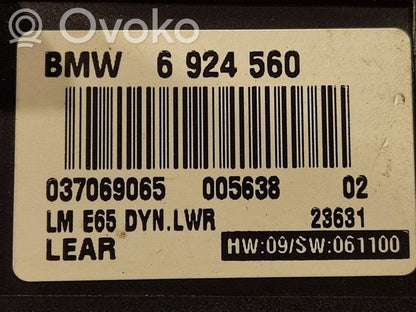 Ovoko
BMW 6 924 560
037069065 005638 02
LM E65 DYN.LWR 23631
LEAR HW:09/SW:061100